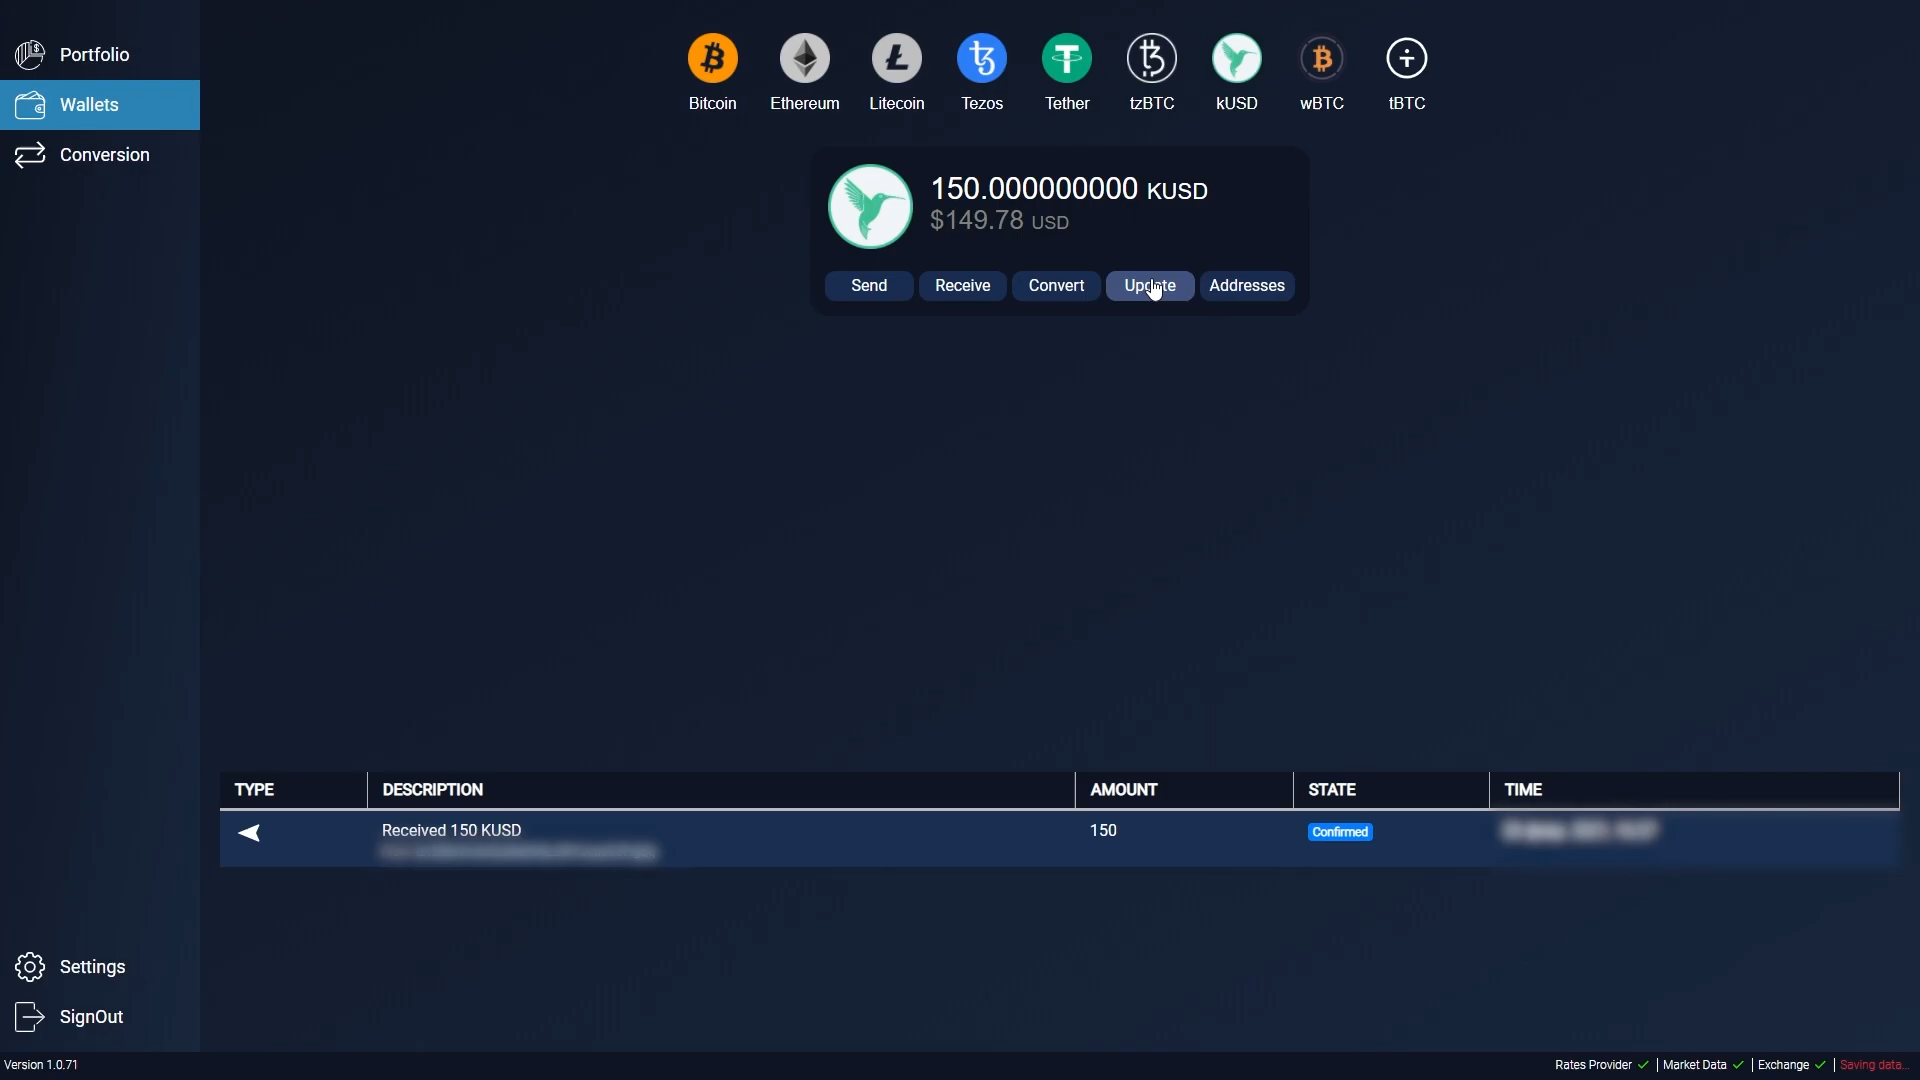 Portfolio
Wallets
Conversion
Bitcoin Ethereum Litecoin Tezos Tether tzBTC kUSD wBTC tBTC
150.000000000 KUSD
$149.78 USD
Send Receive Convert Update Addresses
TYPE DESCRIPTION AMOUNT STATE TIME
Received 150 KUSD 150 Confirmed
Settings
SignOut
Version 1.0.71 Rates Provider Market Data Exchange Saving data...